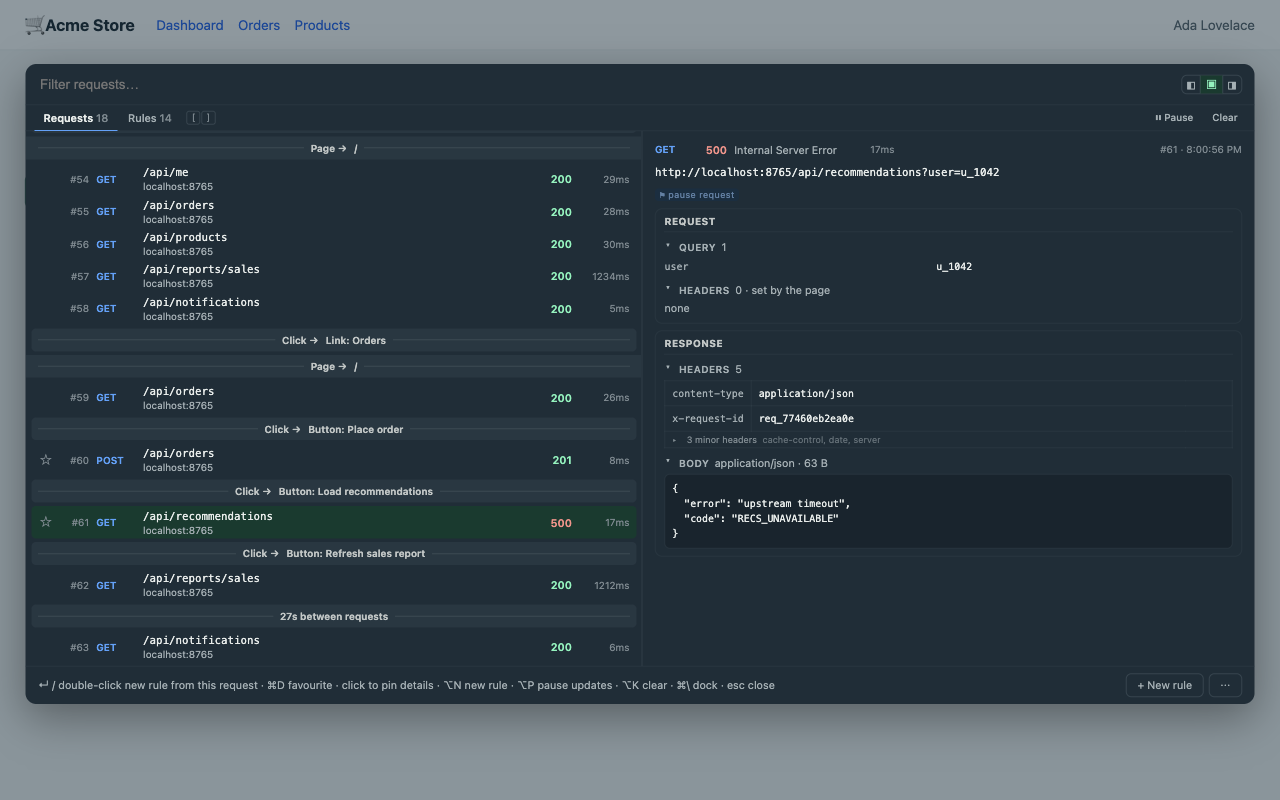 Acme Store Dashboard Orders Products Ada Lovelace
Filter requests…
Requests 18 Rules 14 [ ] Pause Clear
Page → /
#54 GET /api/me 200 29ms
localhost:8765
#55 GET /api/orders 200 28ms
localhost:8765
#56 GET /api/products 200 30ms
localhost:8765
#57 GET /api/reports/sales 200 1234ms
localhost:8765
#58 GET /api/notifications 200 5ms
localhost:8765
Click → Link: Orders
Page → /
#59 GET /api/orders 200 26ms
localhost:8765
Click → Button: Place order
☆ #60 POST /api/orders 201 8ms
localhost:8765
Click → Button: Load recommendations
☆ #61 GET /api/recommendations 500 17ms
localhost:8765
Click → Button: Refresh sales report
#62 GET /api/reports/sales 200 1212ms
localhost:8765
27s between requests
#63 GET /api/notifications 200 6ms
localhost:8765
GET 500 Internal Server Error 17ms #61 · 8:00:56 PM
http://localhost:8765/api/recommendations?user=u_1042
⚑ pause request
REQUEST
▾ QUERY 1
user u_1042
▾ HEADERS 0 · set by the page
none
RESPONSE
▾ HEADERS 5
content-type application/json
x-request-id req_77460eb2ea0e
▸ 3 minor headers cache-control, date, server
▾ BODY application/json · 63 B
{
"error": "upstream timeout",
"code": "RECS_UNAVAILABLE"
}
↵ / double-click new rule from this request · ⌘D favourite · click to pin details · ⌥N new rule · ⌥P pause updates · ⌥K clear · ⌘\ dock · esc close
+ New rule ···